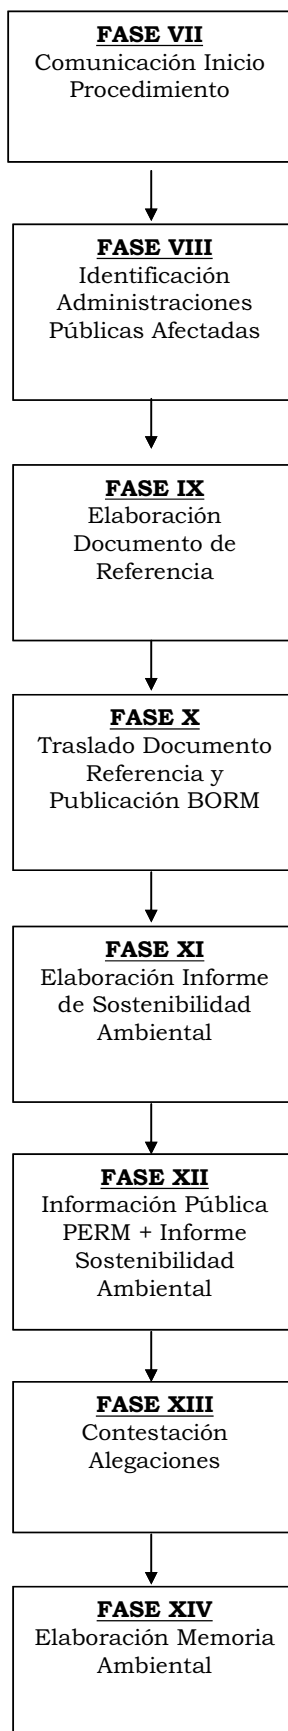 FASE VII
Comunicación Inicio
Procedimiento
FASE VIII
Identificación
Administraciones
Públicas Afectadas
FASE IX
Elaboración
Documento de
Referencia
FASE X
Traslado Documento
Referencia y
Publicación BORM
FASE XI
Elaboración Informe
de Sostenibilidad
Ambiental
FASE XII
Información Pública
PERM + Informe
Sostenibilidad
Ambiental
FASE XIII
Contestación
Alegaciones
FASE XIV
Elaboración Memoria
Ambiental